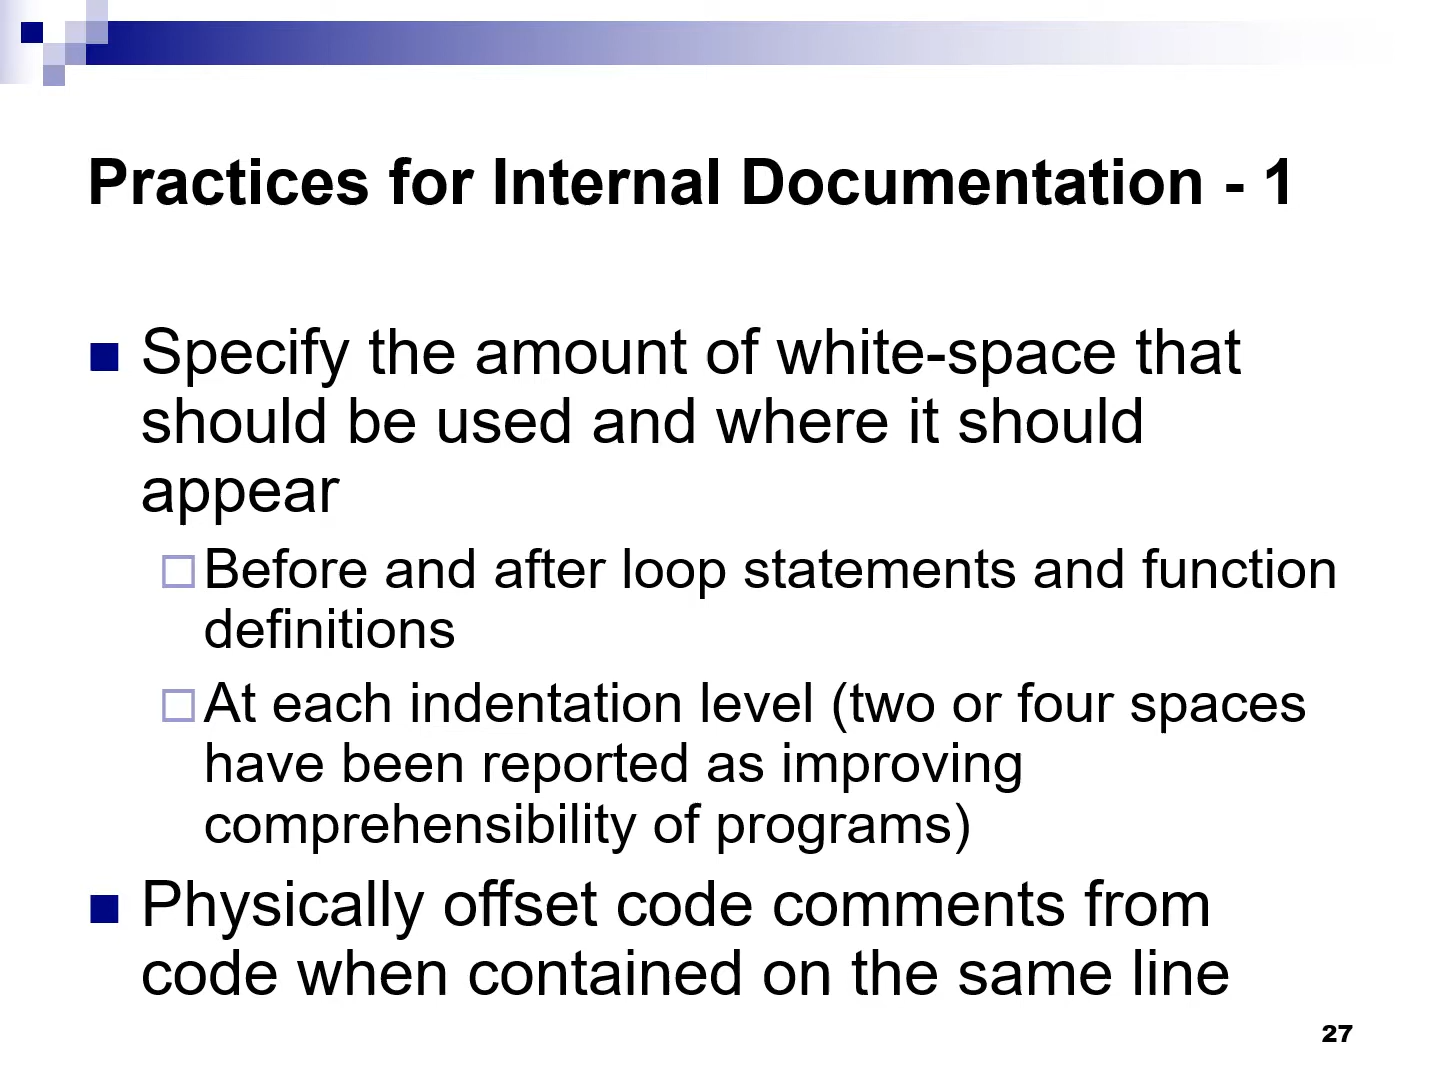 Practices for Internal Documentation - 1
Specify the amount of white-space that
should be used and where it should
appear
Before and after loop statements and function
definitions
At each indentation level (two or four spaces
have been reported as improving
comprehensibility of programs)
Physically offset code comments from
code when contained on the same line
27